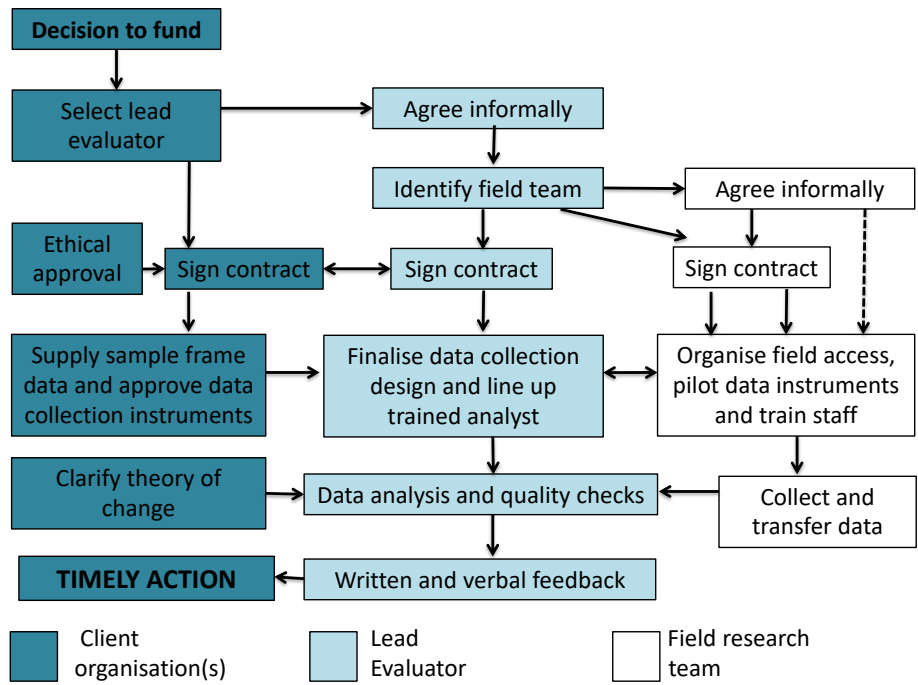 Decision to fund
Select lead
evaluator
Agree informally
Identify field team
Agree informally
Ethical
approval
Sign contract
Sign contract
Sign contract
Supply sample frame
data and approve data
collection instruments
Finalise data collection
design and line up
trained analyst
Organise field access,
pilot data instruments
and train staff
Clarify theory of
change
Data analysis and quality checks
Collect and
transfer data
TIMELY ACTION
Written and verbal feedback
Client
organisation(s)
Lead
Evaluator
Field research
team